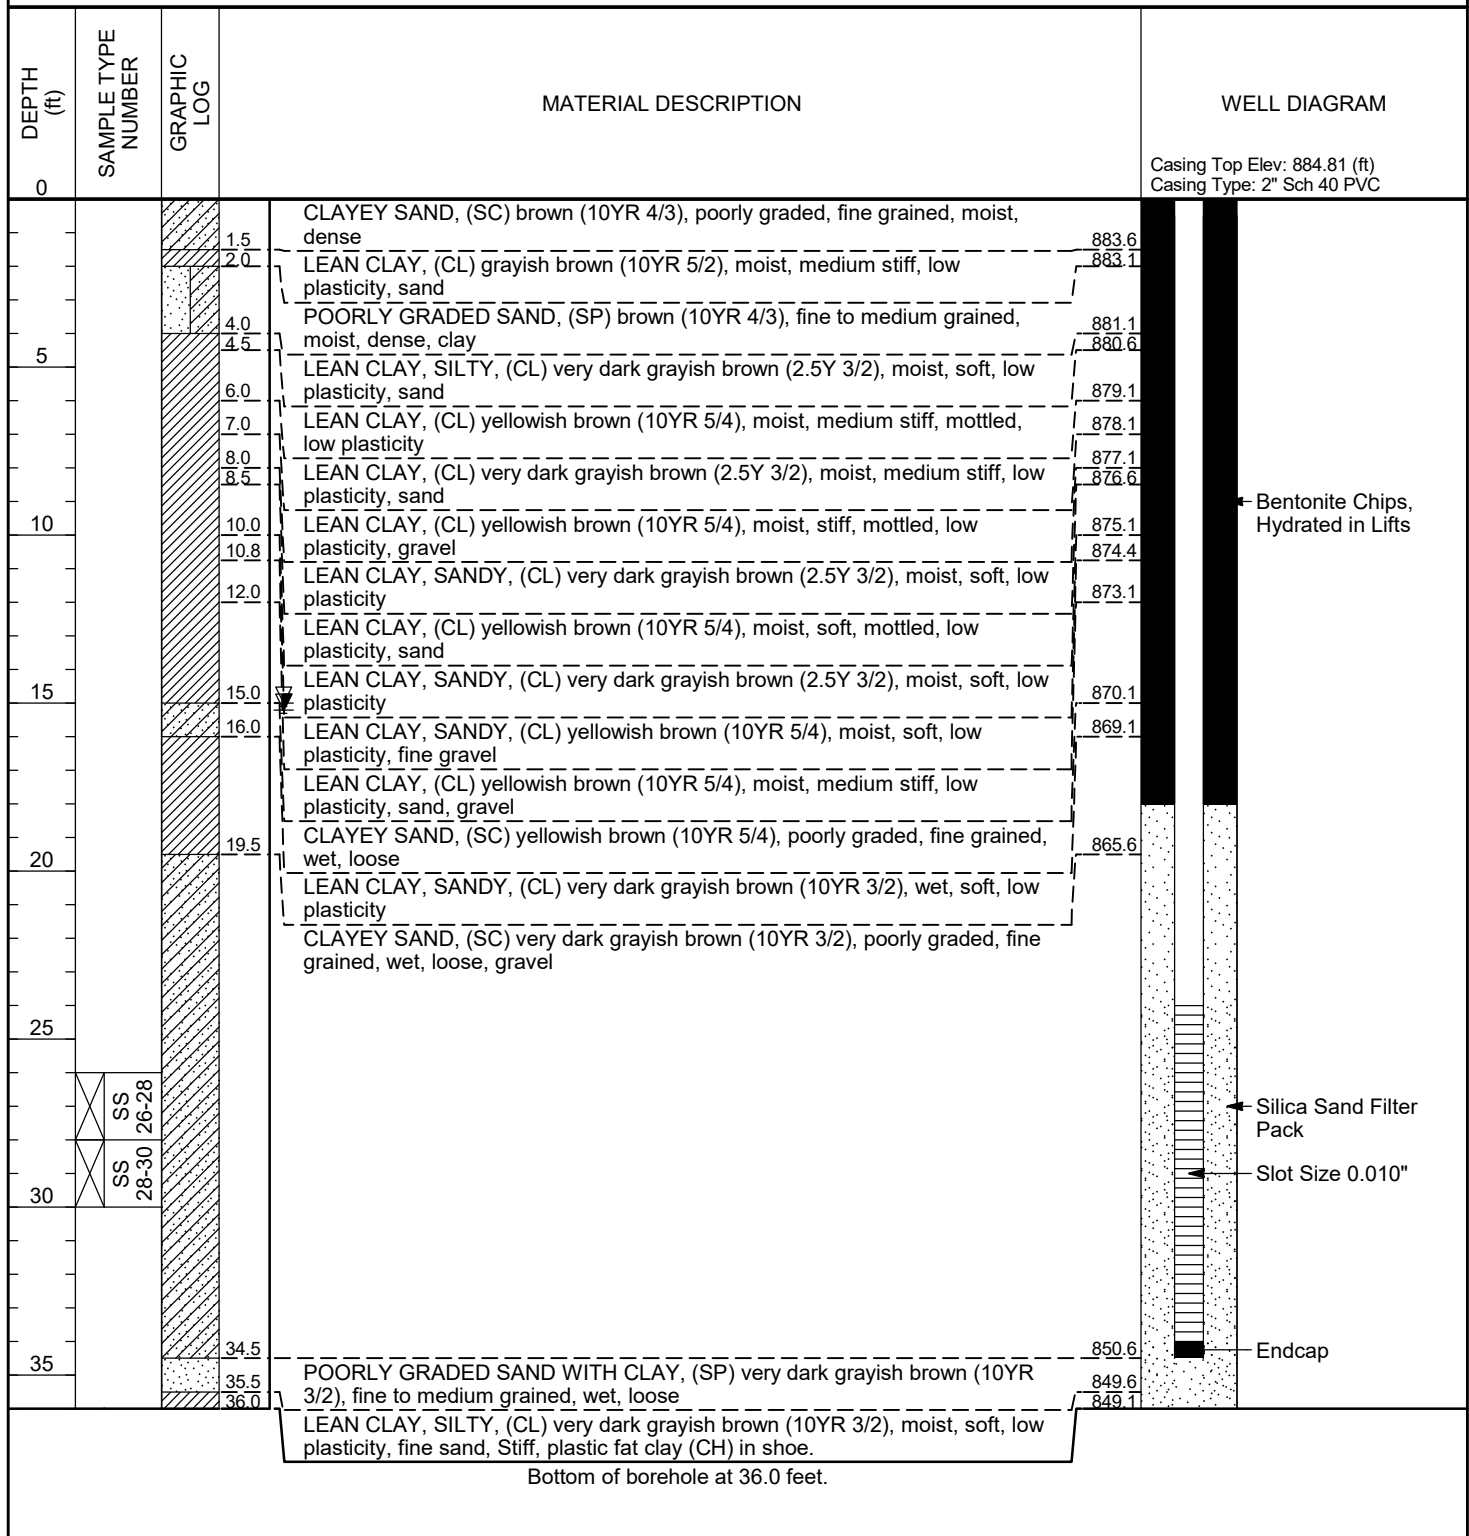 DEPTH
(ft)
SAMPLE TYPE
NUMBER
GRAPHIC
LOG
MATERIAL DESCRIPTION
WELL DIAGRAM
Casing Top Elev: 884.81 (ft)
Casing Type: 2" Sch 40 PVC
0
CLAYEY SAND, (SC) brown (10YR 4/3), poorly graded, fine grained, moist,
dense
1.5
883.6
2.0
883.1
LEAN CLAY, (CL) grayish brown (10YR 5/2), moist, medium stiff, low
plasticity, sand
POORLY GRADED SAND, (SP) brown (10YR 4/3), fine to medium grained,
moist, dense, clay
4.0
881.1
4.5
880.6
5
LEAN CLAY, SILTY, (CL) very dark grayish brown (2.5Y 3/2), moist, soft, low
plasticity, sand
6.0
879.1
LEAN CLAY, (CL) yellowish brown (10YR 5/4), moist, medium stiff, mottled,
low plasticity
7.0
878.1
8.0
877.1
LEAN CLAY, (CL) very dark grayish brown (2.5Y 3/2), moist, medium stiff, low
plasticity, sand
8.5
876.6
Bentonite Chips,
Hydrated in Lifts
10
10.0
875.1
LEAN CLAY, (CL) yellowish brown (10YR 5/4), moist, stiff, mottled, low
plasticity, gravel
10.8
874.4
LEAN CLAY, SANDY, (CL) very dark grayish brown (2.5Y 3/2), moist, soft, low
plasticity
12.0
873.1
LEAN CLAY, (CL) yellowish brown (10YR 5/4), moist, soft, mottled, low
plasticity, sand
LEAN CLAY, SANDY, (CL) very dark grayish brown (2.5Y 3/2), moist, soft, low
plasticity
15
15.0
870.1
LEAN CLAY, SANDY, (CL) yellowish brown (10YR 5/4), moist, soft, low
plasticity, fine gravel
16.0
869.1
LEAN CLAY, (CL) yellowish brown (10YR 5/4), moist, medium stiff, low
plasticity, sand, gravel
CLAYEY SAND, (SC) yellowish brown (10YR 5/4), poorly graded, fine grained,
wet, loose
19.5
865.6
20
LEAN CLAY, SANDY, (CL) very dark grayish brown (10YR 3/2), wet, soft, low
plasticity
CLAYEY SAND, (SC) very dark grayish brown (10YR 3/2), poorly graded, fine
grained, wet, loose, gravel
25
SS
26-28
Silica Sand Filter
Pack
SS
28-30
Slot Size 0.010"
30
34.5
850.6
Endcap
35
POORLY GRADED SAND WITH CLAY, (SP) very dark grayish brown (10YR
3/2), fine to medium grained, wet, loose
35.5
849.6
36.0
849.1
LEAN CLAY, SILTY, (CL) very dark grayish brown (10YR 3/2), moist, soft, low
plasticity, fine sand, Stiff, plastic fat clay (CH) in shoe.
Bottom of borehole at 36.0 feet.